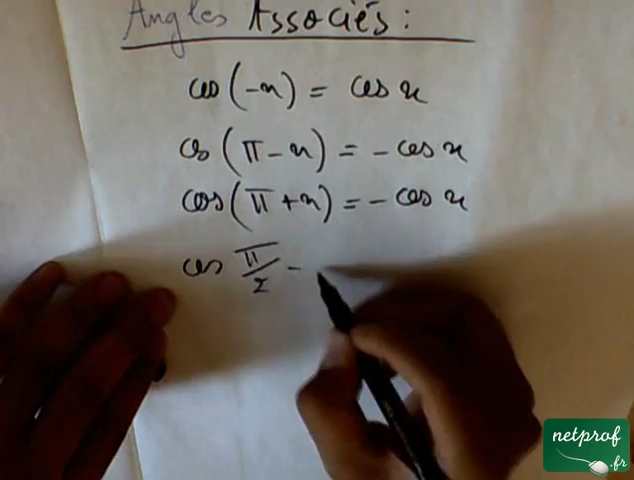 Angles Associés :
cos (-x) = cos x
cos (π - x) = - cos x
cos (π + x) = - cos x
cos π/2 -
netprof
.fr